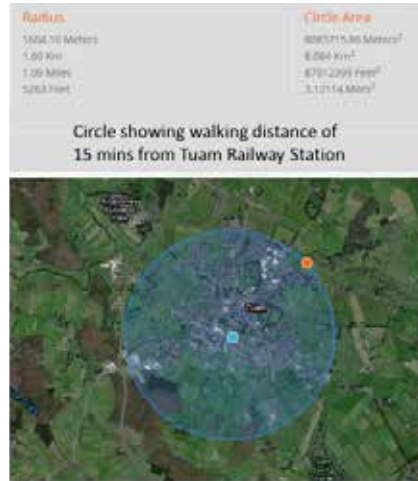 Radius
Circle Area
1604.10 Meters
1.60 Km
1.00 Miles
5263 Feet
8083715.86 Meters²
8.084 Km²
Feet²
3.12114 Miles²
Circle showing walking distance of
15 mins from Tuam Railway Station
Tuam